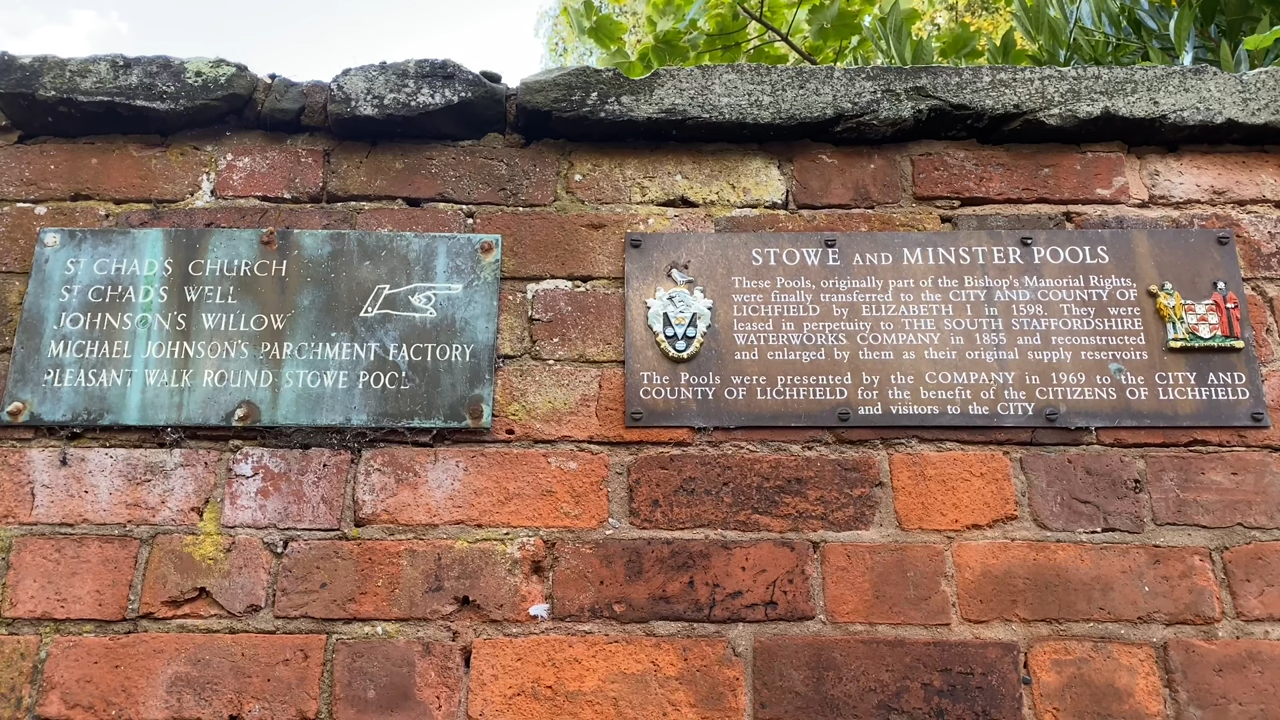 ST CHAD'S CHURCH
ST CHAD'S WELL
JOHNSON'S WILLOW
MICHAEL JOHNSON'S PARCHMENT FACTORY
PLEASANT WALK ROUND STOWE POOL
STOWE AND MINSTER POOLS
These Pools, originally part of the Bishop's Manorial Rights,
were finally transferred to the CITY AND COUNTY OF
LICHFIELD by ELIZABETH I in 1598. They were
leased in perpetuity to THE SOUTH STAFFORDSHIRE
WATERWORKS COMPANY in 1855 and reconstructed
and enlarged by them as their original supply reservoirs
The Pools were presented by the COMPANY in 1969 to the CITY AND
COUNTY OF LICHFIELD for the benefit of the CITIZENS OF LICHFIELD
and visitors to the CITY